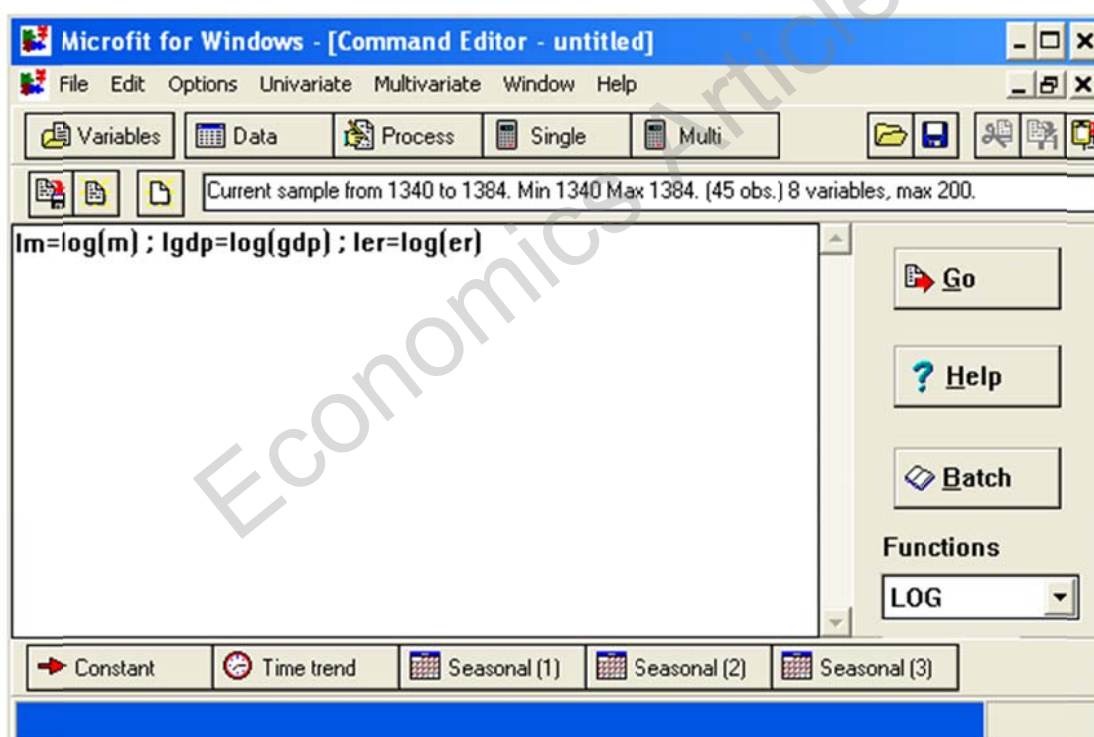 Microfit for Windows - [Command Editor - untitled]
File Edit Options Univariate Multivariate Window Help
Variables Data Process Single Multi
Current sample from 1340 to 1384. Min 1340 Max 1384. (45 obs.) 8 variables, max 200.
lm=log(m) ; lgdp=log(gdp) ; ler=log(er)
Go
? Help
Batch
Functions
LOG
Constant Time trend Seasonal (1) Seasonal (2) Seasonal (3)
Economics Article